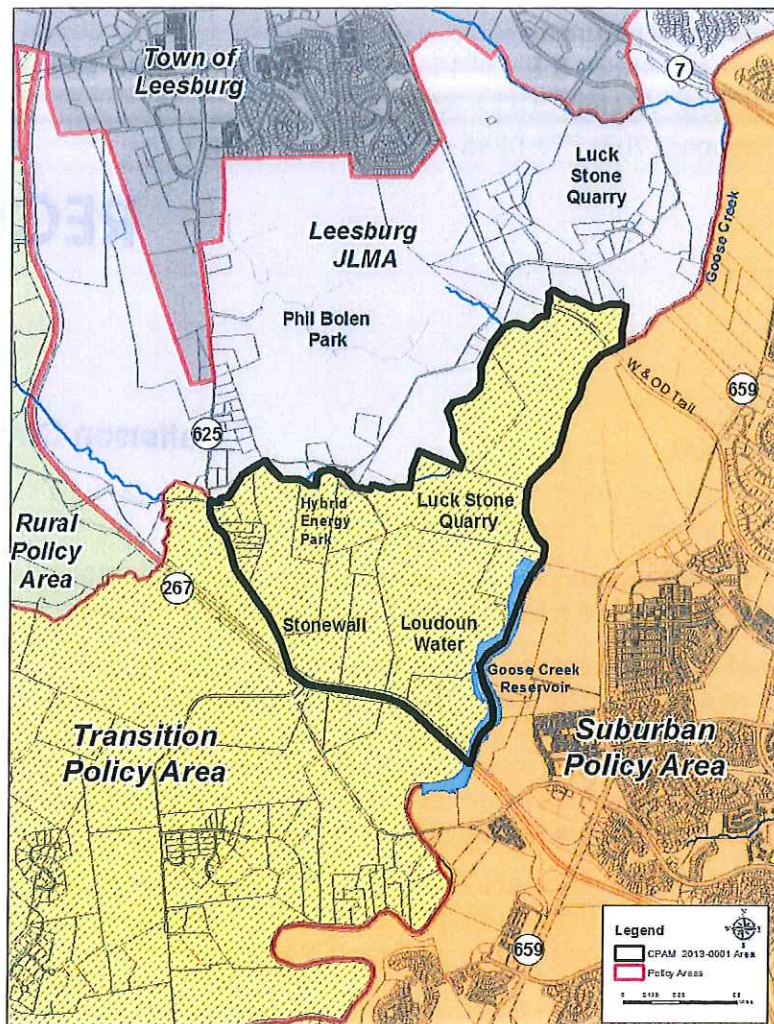 Town of
Leesburg
7
Luck
Stone
Quarry
Goose Creek
Leesburg
JLMA
Phil Bolen
Park
W & OD Trail
659
625
Hybrid
Energy
Park
Luck Stone
Quarry
Rural
Policy
Area
267
Stonewall
Loudoun
Water
Goose Creek
Reservoir
Transition
Policy Area
Suburban
Policy Area
659
Legend
N
CPAM 2013-0001 Area
Policy Areas